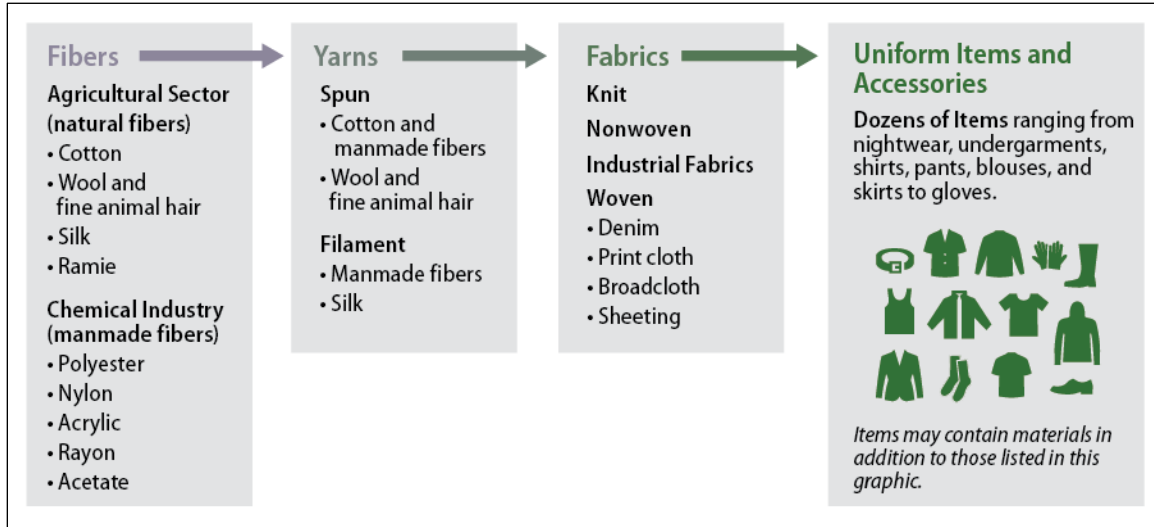 Fibers
Agricultural Sector
(natural fibers)
• Cotton
• Wool and
fine animal hair
• Silk
• Ramie
Chemical Industry
(manmade fibers)
• Polyester
• Nylon
• Acrylic
• Rayon
• Acetate
Yarns
Spun
• Cotton and
manmade fibers
• Wool and
fine animal hair
Filament
• Manmade fibers
• Silk
Fabrics
Knit
Nonwoven
Industrial Fabrics
Woven
• Denim
• Print cloth
• Broadcloth
• Sheeting
Uniform Items and
Accessories
Dozens of Items ranging from
nightwear, undergarments,
shirts, pants, blouses, and
skirts to gloves.
Items may contain materials in
addition to those listed in this
graphic.